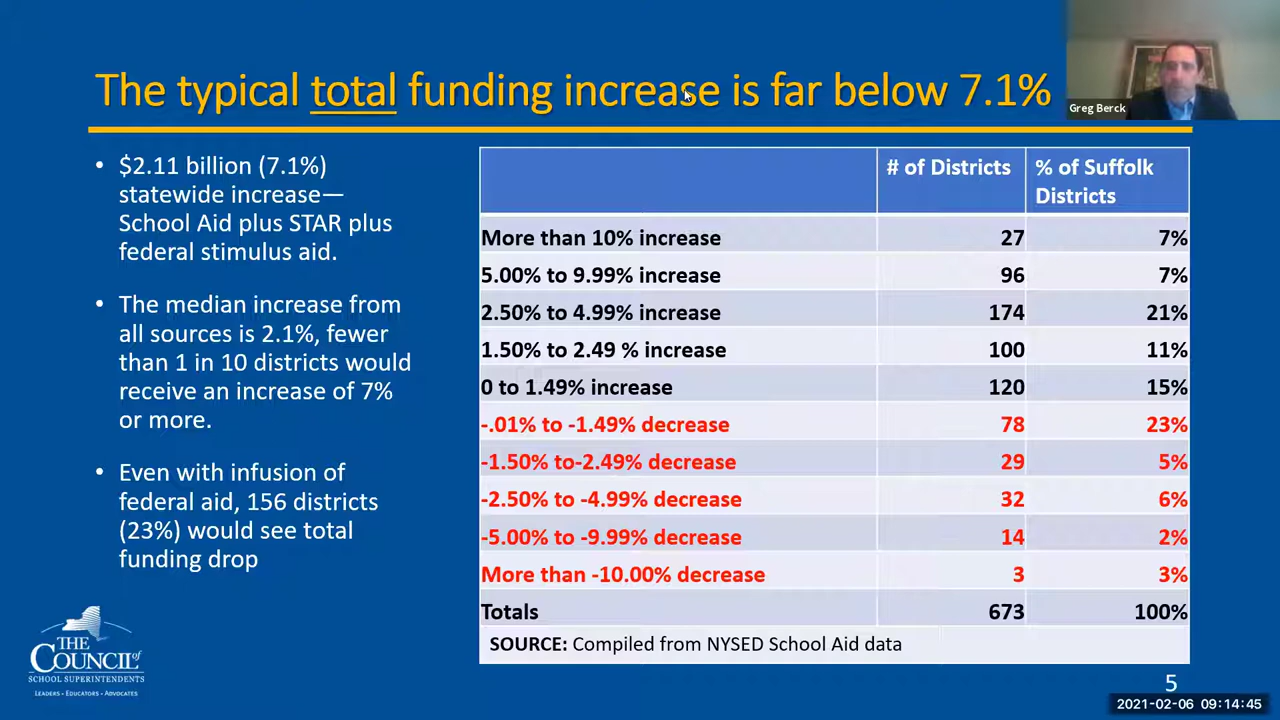 The typical total funding increase is far below 7.1%
Greg Berck
• $2.11 billion (7.1%)
statewide increase—
School Aid plus STAR plus
federal stimulus aid.
• The median increase from
all sources is 2.1%, fewer
than 1 in 10 districts would
receive an increase of 7%
or more.
• Even with infusion of
federal aid, 156 districts
(23%) would see total
funding drop
# of Districts % of Suffolk
Districts
More than 10% increase 27 7%
5.00% to 9.99% increase 96 7%
2.50% to 4.99% increase 174 21%
1.50% to 2.49 % increase 100 11%
0 to 1.49% increase 120 15%
-.01% to -1.49% decrease 78 23%
-1.50% to-2.49% decrease 29 5%
-2.50% to -4.99% decrease 32 6%
-5.00% to -9.99% decrease 14 2%
More than -10.00% decrease 3 3%
Totals 673 100%
SOURCE: Compiled from NYSED School Aid data
THE
COUNCIL of
SCHOOL SUPERINTENDENTS
LEADERS • EDUCATORS • ADVOCATES
5
2021-02-06 09:14:45